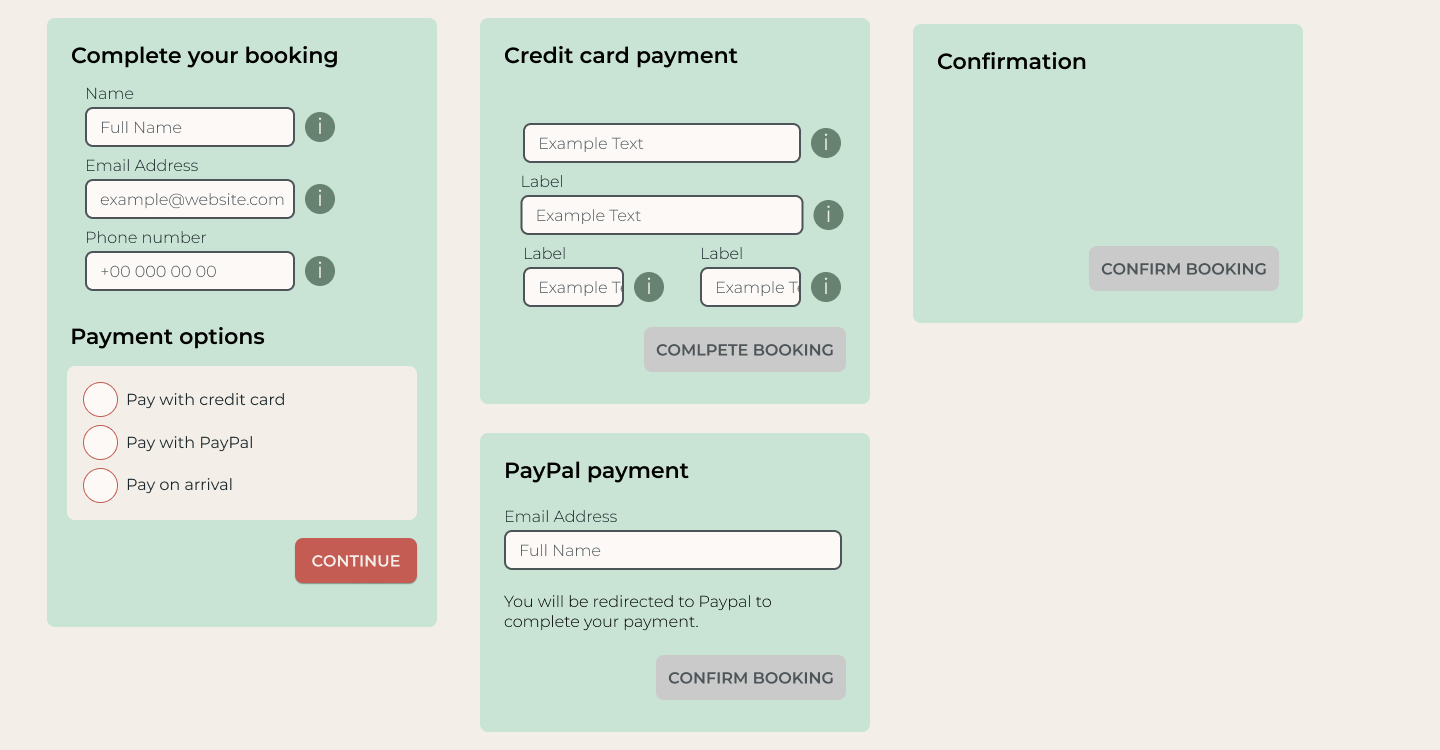 Complete your booking
Name
Full Name
i
Email Address
example@website.com
i
Phone number
+00 000 00 00
i
Payment options
Pay with credit card
Pay with PayPal
Pay on arrival
CONTINUE
Credit card payment
Example Text
i
Label
Example Text
i
Label
Example Te
i
Label
Example Te
i
COMLPETE BOOKING
PayPal payment
Email Address
Full Name
You will be redirected to Paypal to
complete your payment.
CONFIRM BOOKING
Confirmation
CONFIRM BOOKING